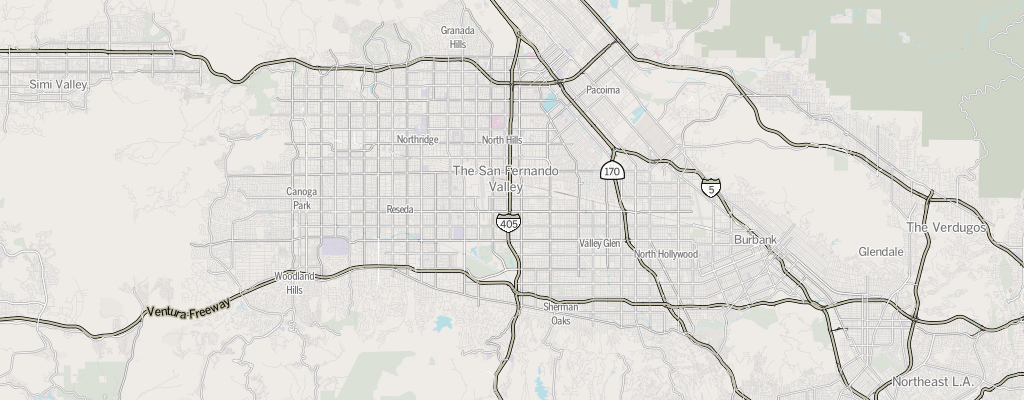 Granada
Hills
Simi Valley
Pacoima
Northridge
North Hills
The San Fernando
Valley
170
5
Canoga
Park
Reseda
405
The Verdugos
Valley Glen
Burbank
North Hollywood
Glendale
Woodland
Hills
Ventura Freeway
Sherman
Oaks
Northeast L.A.